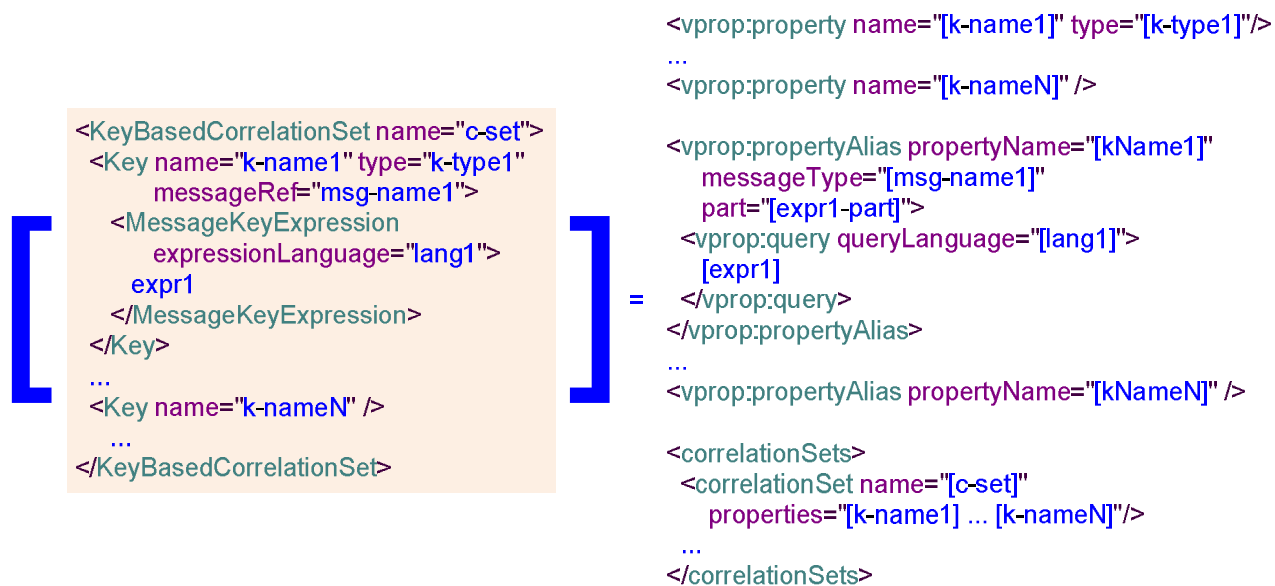 <KeyBasedCorrelationSet name="c-set">
<Key name="k-name1" type="k-type1"
messageRef="msg-name1">
<MessageKeyExpression
expressionLanguage="lang1">
expr1
</MessageKeyExpression>
</Key>
...
<Key name="k-nameN" />
...
</KeyBasedCorrelationSet>
=
<vprop:property name="[k-name1]" type="[k-type1]"/>
...
<vprop:property name="[k-nameN]" />
<vprop:propertyAlias propertyName="[kName1]"
messageType="[msg-name1]"
part="[expr1-part]">
<vprop:query queryLanguage="[lang1]">
[expr1]
</vprop:query>
</vprop:propertyAlias>
...
<vprop:propertyAlias propertyName="[kNameN]" />
<correlationSets>
<correlationSet name="[c-set]"
properties="[k-name1] ... [k-nameN]"/>
...
</correlationSets>